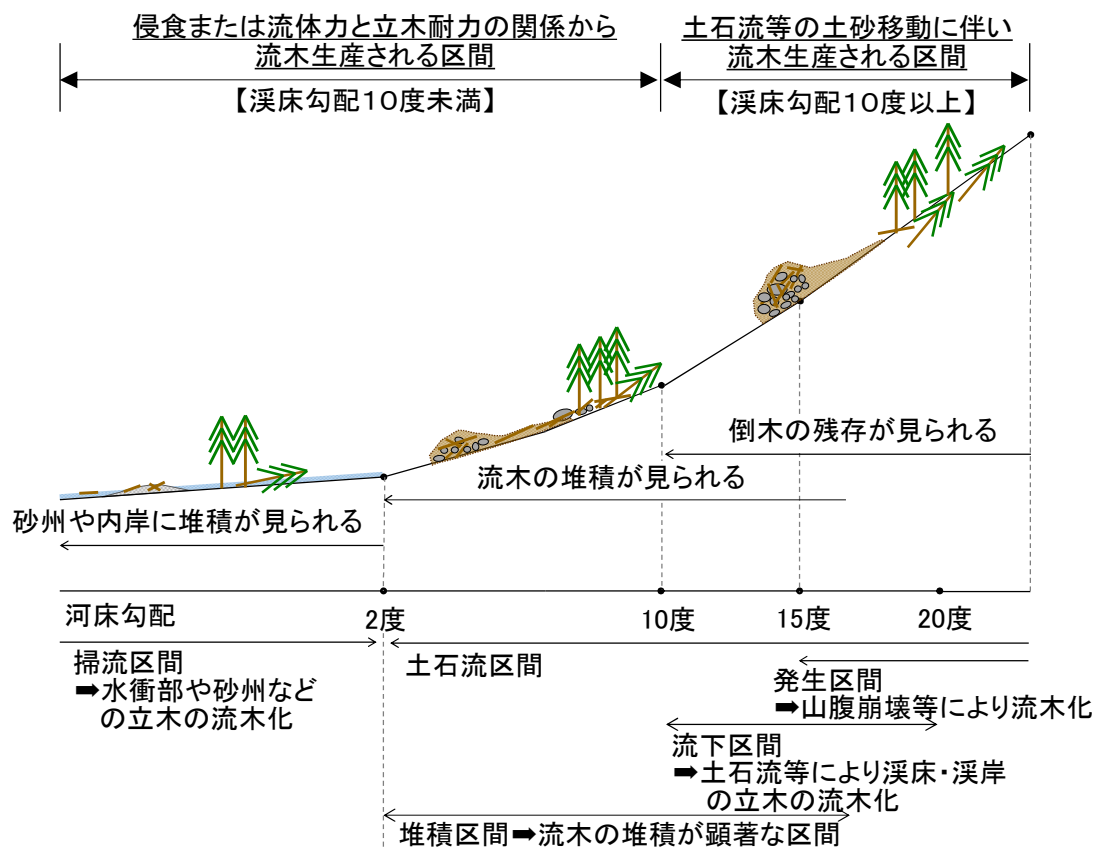 侵食または流体力と立木耐力の関係から
流木生産される区間
【渓床勾配10度未満】
土石流等の土砂移動に伴い
流木生産される区間
【渓床勾配10度以上】
倒木の残存が見られる
流木の堆積が見られる
砂州や内岸に堆積が見られる
河床勾配
2度
10度
15度
20度
掃流区間
➡水衝部や砂州など
の立木の流木化
土石流区間
発生区間
➡山腹崩壊等により流木化
流下区間
➡土石流等により渓床・渓岸
の立木の流木化
堆積区間➡流木の堆積が顕著な区間